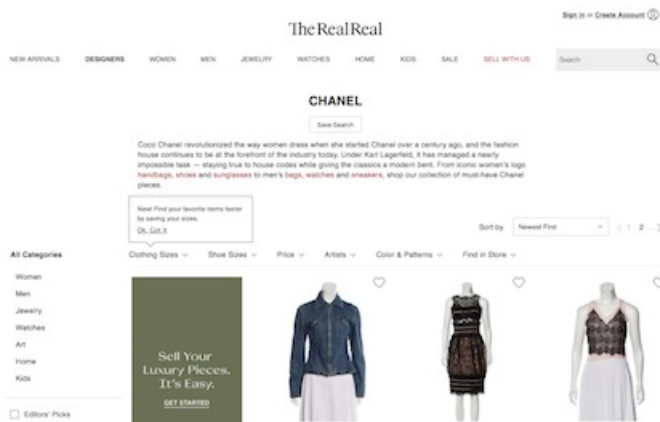 Sign In or Create Account
TheRealReal
NEW ARRIVALS DESIGNERS WOMEN MEN JEWELRY WATCHES HOME KIDS SALE SELL WITH US Search
CHANEL
Save Search
Coco Chanel revolutionized the way women dress when she started Chanel over a century ago, and the fashion
house continues to be at the forefront of the industry today. Under Karl Lagerfeld, it has managed a nearly
impossible task — staying true to house codes while giving the classics a modern bent. From iconic women's logo
handbags, shoes and sunglasses to men's bags, watches and sneakers, shop our collection of must-have Chanel
pieces.
New! Find your favorite items faster
by saving your sizes.
Ok, Got It
Sort by Newest First < 1 2 ... >
All Categories
Clothing Sizes Shoe Sizes Price Artists Color & Patterns Find in Store
Women
Men
Jewelry
Watches
Art
Home
Kids
Editors' Picks
Sell Your
Luxury Pieces.
It's Easy.
GET STARTED